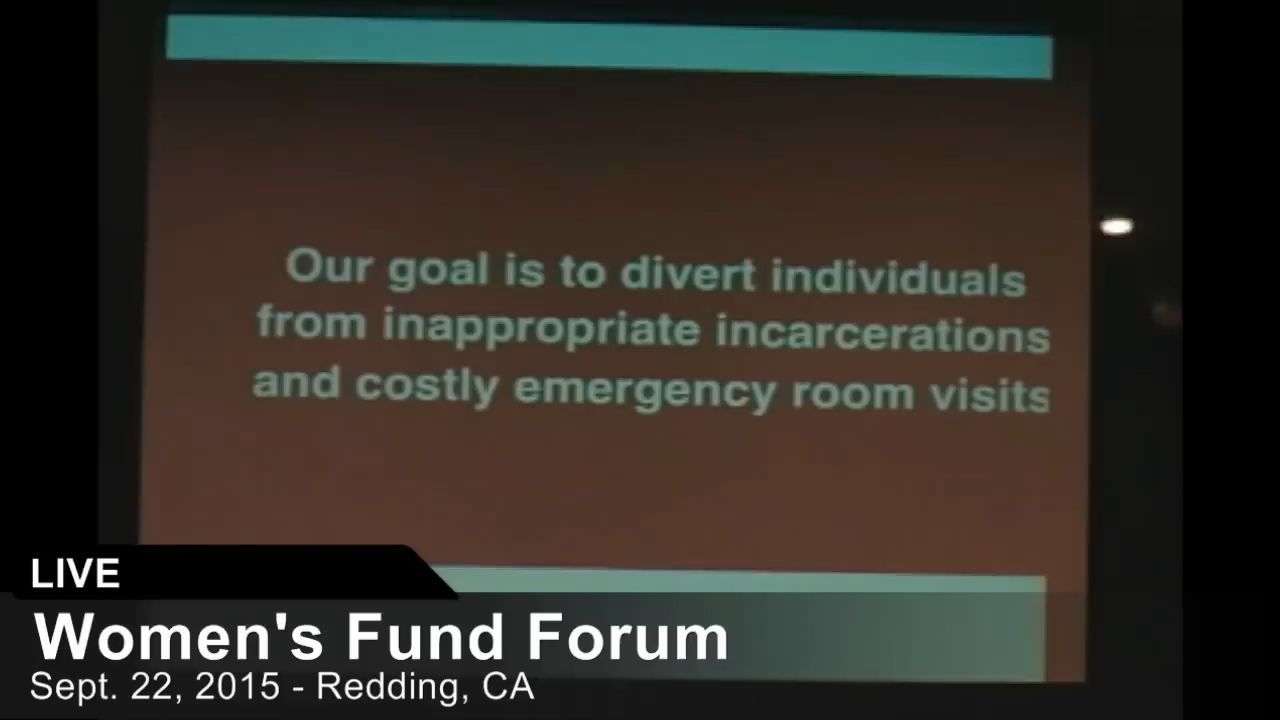 Our goal is to divert individuals
from inappropriate incarcerations
and costly emergency room visits
LIVE
Women's Fund Forum
Sept. 22, 2015 - Redding, CA